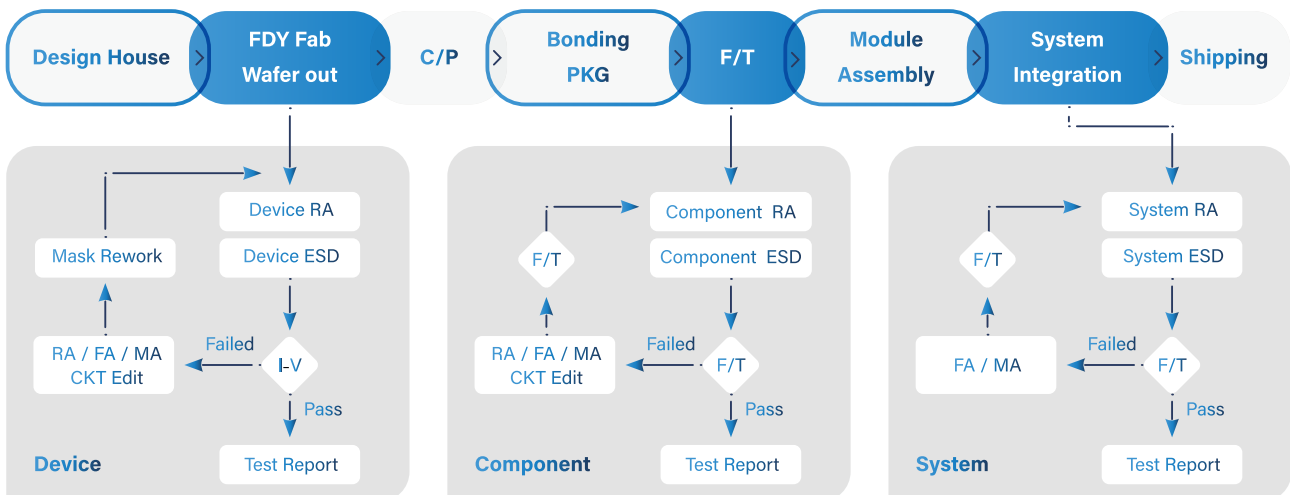 Design House
FDY Fab
Wafer out
C/P
Bonding
PKG
F/T
Module
Assembly
System
Integration
Shipping
Device RA
Device ESD
Mask Rework
RA / FA / MA
CKT Edit
Failed
I-V
Pass
Test Report
Device
Component RA
Component ESD
F/T
RA / FA / MA
CKT Edit
Failed
F/T
Pass
Test Report
Component
System RA
System ESD
F/T
FA / MA
Failed
F/T
Pass
Test Report
System